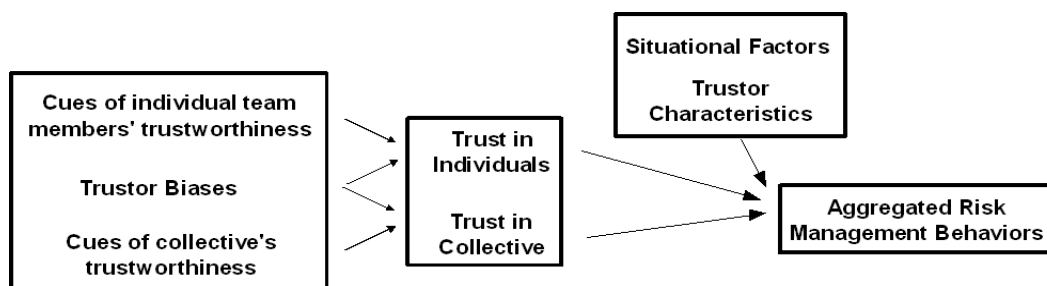 Cues of individual team
members' trustworthiness
Trustor Biases
Cues of collective's
trustworthiness
Trust in
Individuals
Trust in
Collective
Situational Factors
Trustor
Characteristics
Aggregated Risk
Management Behaviors